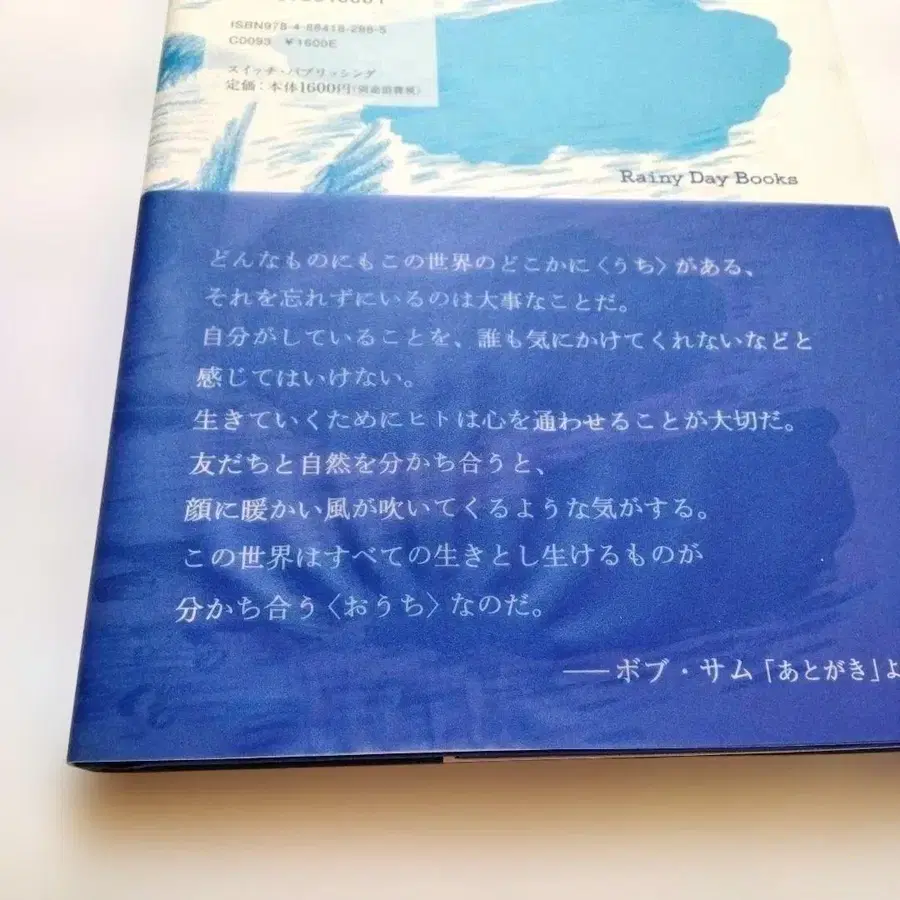 ISBN978-4-88418-286-5
C0093 ¥1600E
スイッチ・パブリッシング
定価：本体1600円〈別途消費税〉
Rainy Day Books
どんなものにもこの世界のどこかに〈うち〉がある、
それを忘れずにいるのは大事なことだ。
自分がしていることを、誰も気にかけてくれないなどと
感じてはいけない。
生きていくためにヒトは心を通わせることが大切だ。
友だちと自然を分かち合うと、
顔に暖かい風が吹いてくるような気がする。
この世界はすべての生きとし生けるものが
分かち合う〈おうち〉なのだ。
──ボブ・サム「あとがき」よ